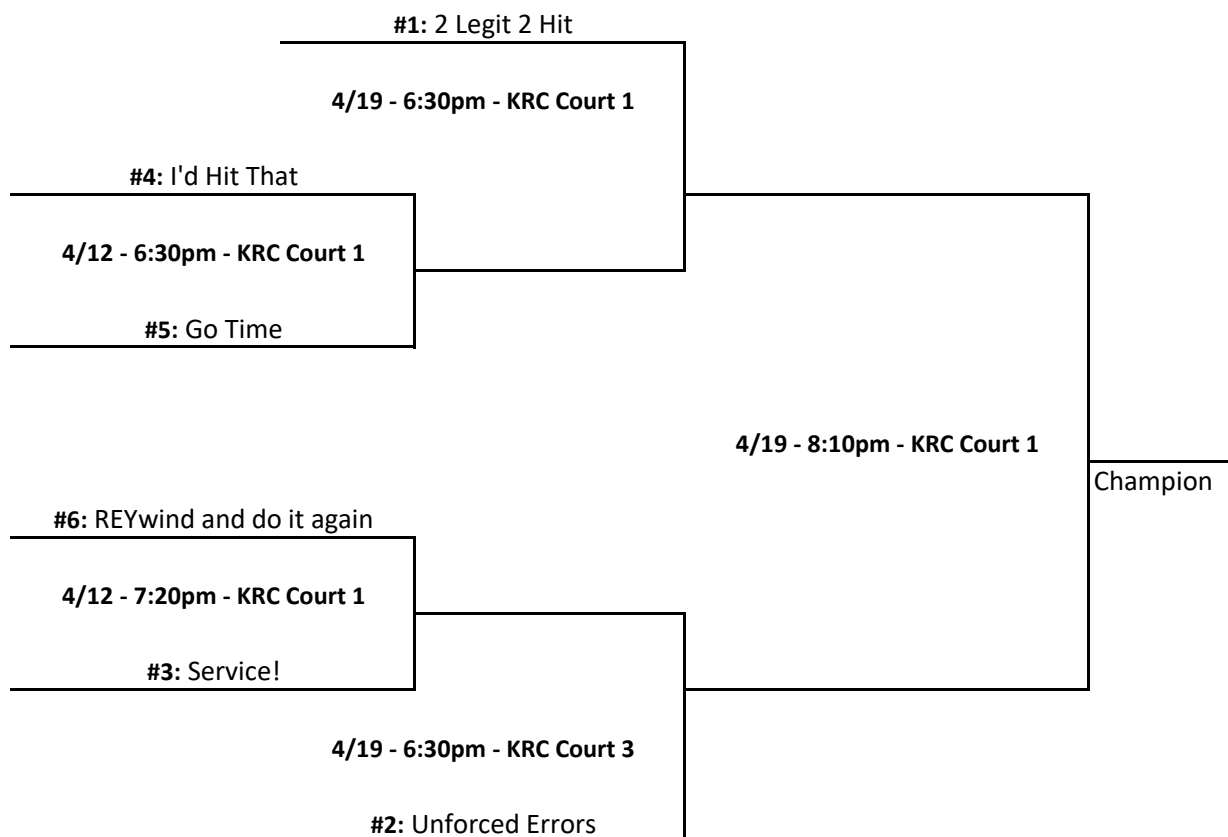 #1: 2 Legit 2 Hit
4/19 - 6:30pm - KRC Court 1
#4: I'd Hit That
4/12 - 6:30pm - KRC Court 1
#5: Go Time
4/19 - 8:10pm - KRC Court 1
Champion
#6: REYwind and do it again
4/12 - 7:20pm - KRC Court 1
#3: Service!
4/19 - 6:30pm - KRC Court 3
#2: Unforced Errors